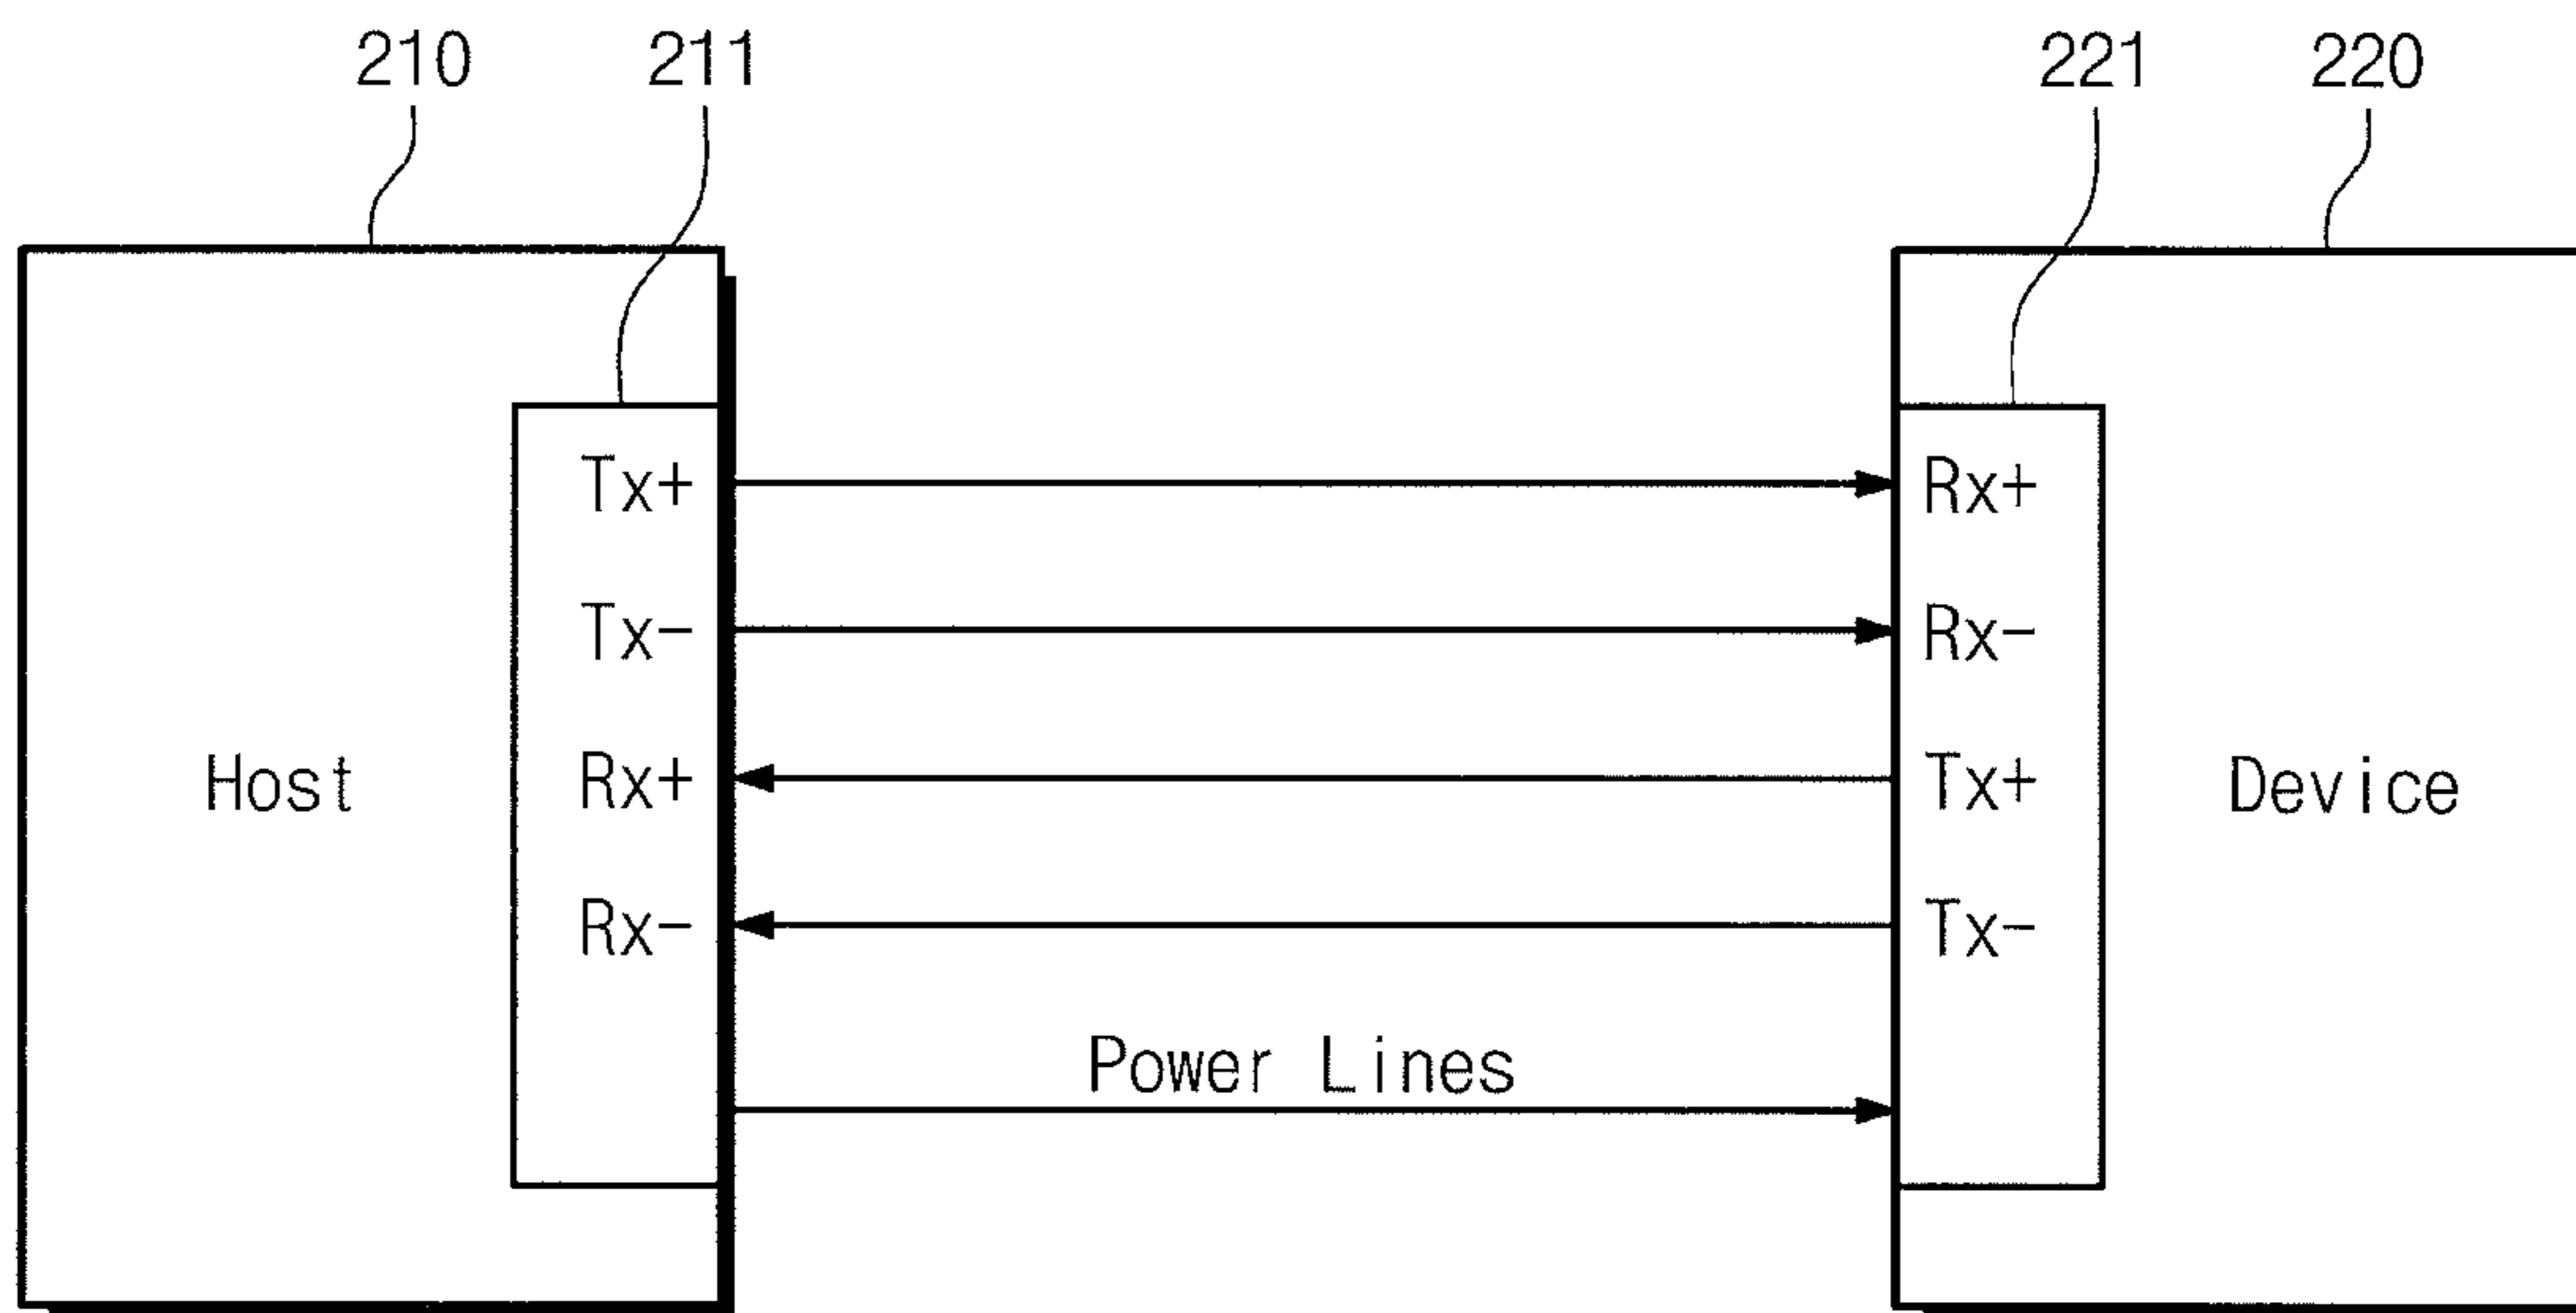 210 211 221 220
Tx+ Rx+
Tx- Rx-
Host Rx+ Tx+ Device
Rx- Tx-
Power Lines